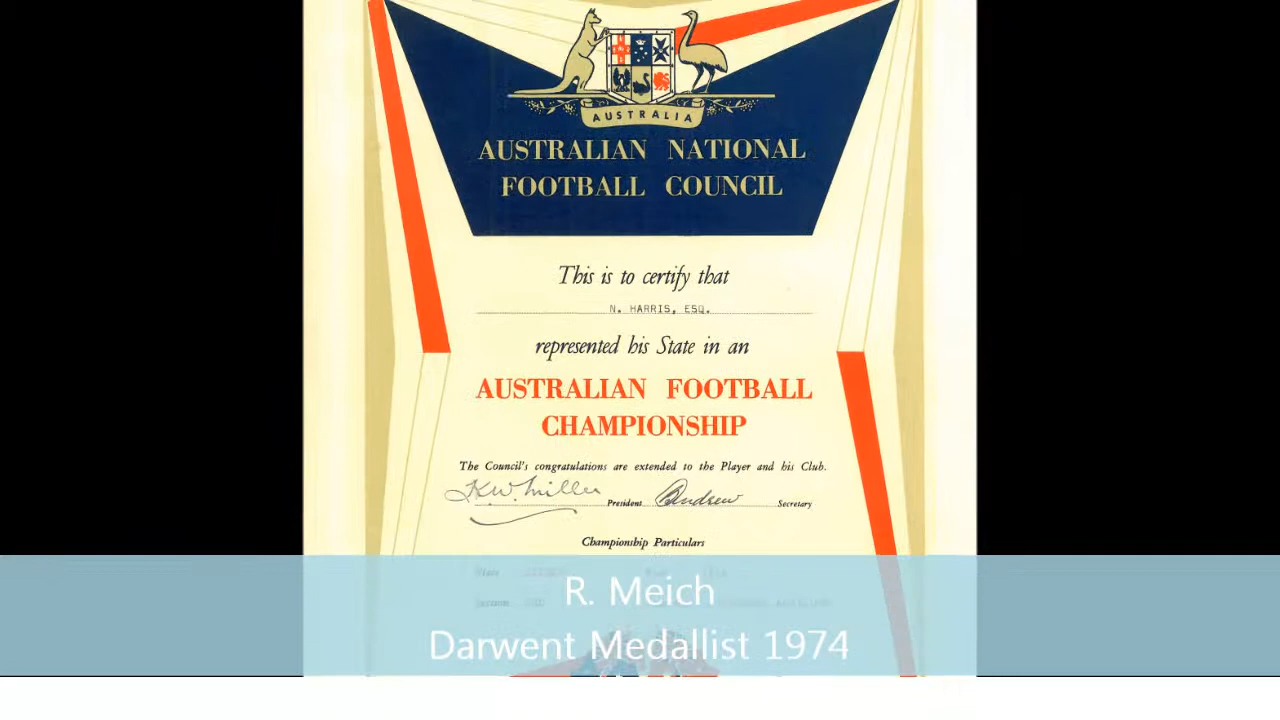 AUSTRALIA
AUSTRALIAN NATIONAL
FOOTBALL COUNCIL
This is to certify that
N. HARRIS, ESQ.
represented his State in an
AUSTRALIAN FOOTBALL
CHAMPIONSHIP
The Council's congratulations are extended to the Player and his Club.
K.W. Miller President Secretary
Championship Particulars
R. Meich
Darwent Medallist 1974